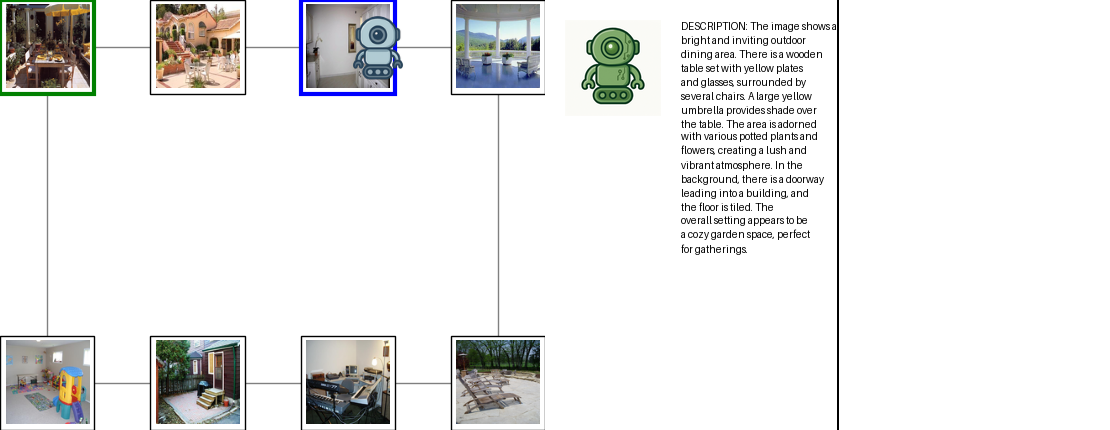 DESCRIPTION: The image shows a
bright and inviting outdoor
dining area. There is a wooden
table set with yellow plates
and glasses, surrounded by
several chairs. A large yellow
umbrella provides shade over
the table. The area is adorned
with various potted plants and
flowers, creating a lush and
vibrant atmosphere. In the
background, there is a doorway
leading into a building, and
the floor is tiled. The
overall setting appears to be
a cozy garden space, perfect
for gatherings.